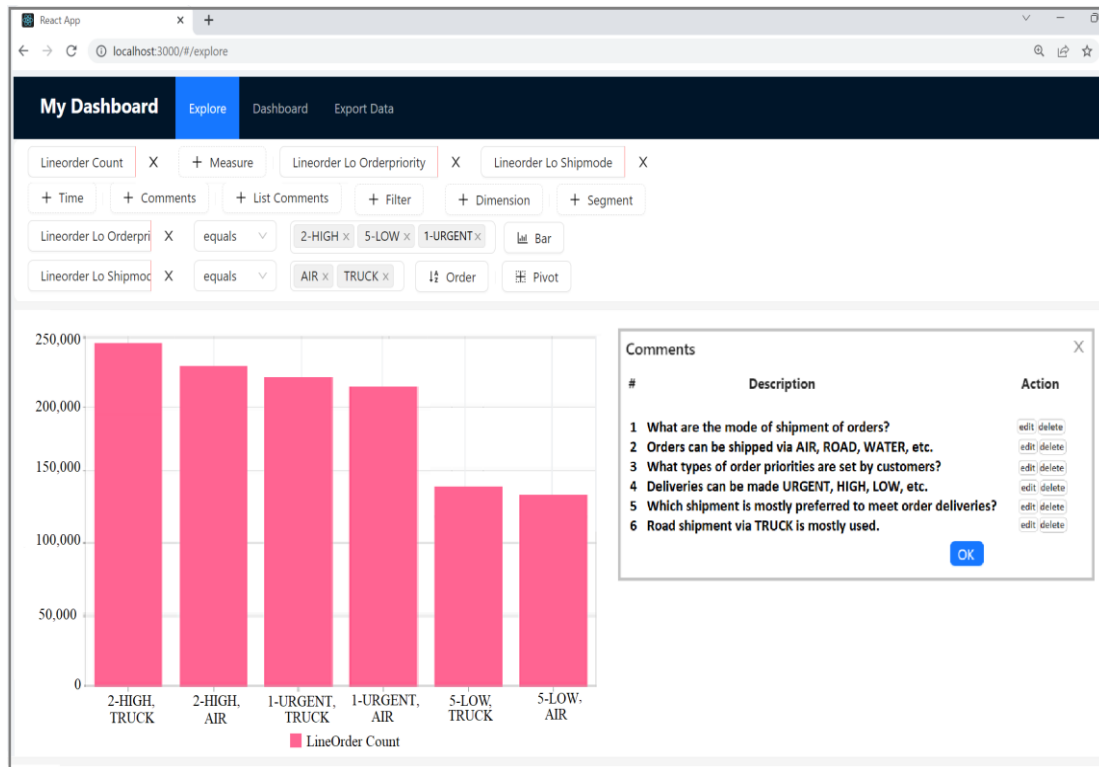 React App × +
localhost:3000/#/explore
My Dashboard Explore Dashboard Export Data
Lineorder Count X + Measure Lineorder Lo Orderpriority X Lineorder Lo Shipmode X
+ Time + Comments + List Comments + Filter + Dimension + Segment
Lineorder Lo Orderpri X equals 2-HIGH × 5-LOW × 1-URGENT × Bar
Lineorder Lo Shipmod X equals AIR × TRUCK × Order Pivot
250,000
200,000
150,000
100,000
50,000
0
2-HIGH, TRUCK
2-HIGH, AIR
1-URGENT, TRUCK
1-URGENT, AIR
5-LOW, TRUCK
5-LOW, AIR
LineOrder Count
Comments X
# Description Action
1 What are the mode of shipment of orders? edit delete
2 Orders can be shipped via AIR, ROAD, WATER, etc. edit delete
3 What types of order priorities are set by customers? edit delete
4 Deliveries can be made URGENT, HIGH, LOW, etc. edit delete
5 Which shipment is mostly preferred to meet order deliveries? edit delete
6 Road shipment via TRUCK is mostly used. edit delete
OK